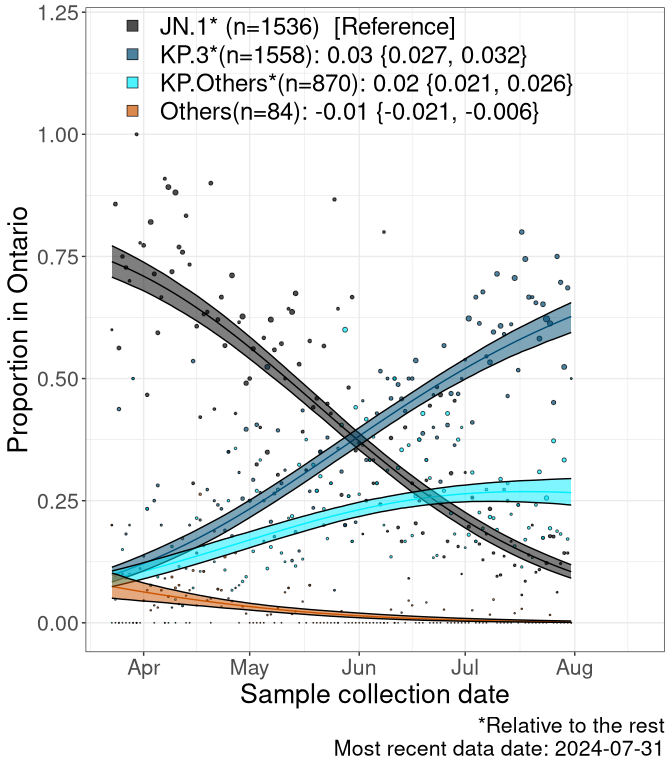 JN.1* (n=1536)  [Reference]
KP.3*(n=1558): 0.03 {0.027, 0.032}
KP.Others*(n=870): 0.02 {0.021, 0.026}
Others(n=84): -0.01 {-0.021, -0.006}
1.25
1.00
0.75
0.50
0.25
0.00
Proportion in Ontario
Apr May Jun Jul Aug
Sample collection date
*Relative to the rest
Most recent data date: 2024-07-31